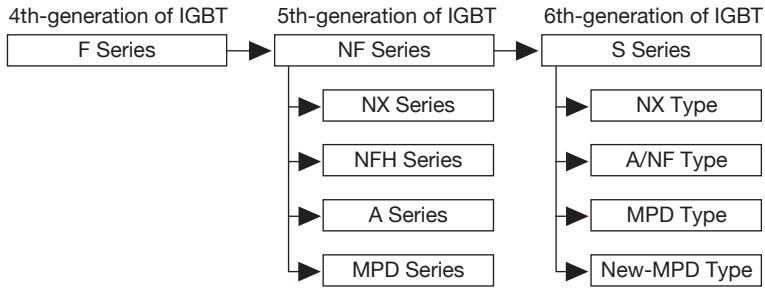 4th-generation of IGBT
5th-generation of IGBT
6th-generation of IGBT
F Series
NF Series
S Series
NX Series
NX Type
NFH Series
A/NF Type
A Series
MPD Type
MPD Series
New-MPD Type